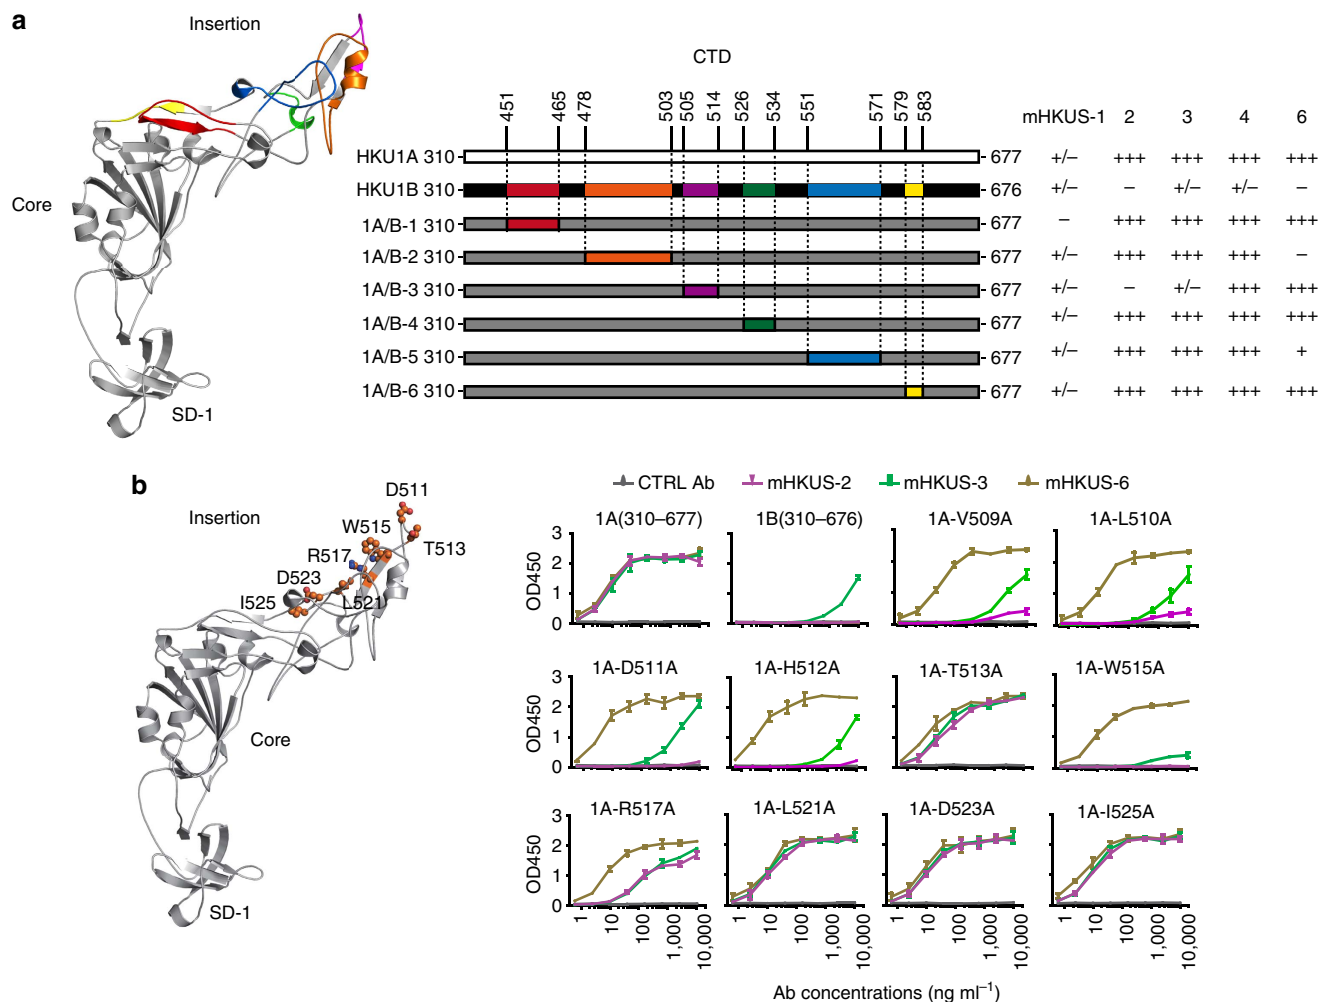 a
Insertion
Core
SD-1
CTD
451 465 478 503 505 514 526 534 551 571 579 583
mHKUS-1 2 3 4 6
HKU1A 310 677 +/– +++ +++ +++ +++
HKU1B 310 676 +/– – +/– +/– –
1A/B-1 310 677 – +++ +++ +++ +++
1A/B-2 310 677 +/– +++ +++ +++ –
1A/B-3 310 677 +/– – +/– +++ +++
1A/B-4 310 677 +/– +++ +++ +++ +++
1A/B-5 310 677 +/– +++ +++ +++ +
1A/B-6 310 677 +/– +++ +++ +++ +++
b
Insertion
D511
W515
T513
R517
D523
L521
I525
Core
SD-1
CTRL Ab mHKUS-2 mHKUS-3 mHKUS-6
1A(310–677) 1B(310–676) 1A-V509A 1A-L510A
OD450
3
2
1
0
1A-D511A 1A-H512A 1A-T513A 1A-W515A
OD450
3
2
1
0
1A-R517A 1A-L521A 1A-D523A 1A-I525A
OD450
3
2
1
0
1 10 100 1,000 10,000 1 10 100 1,000 10,000 1 10 100 1,000 10,000 1 10 100 1,000 10,000
Ab concentrations (ng ml⁻¹)